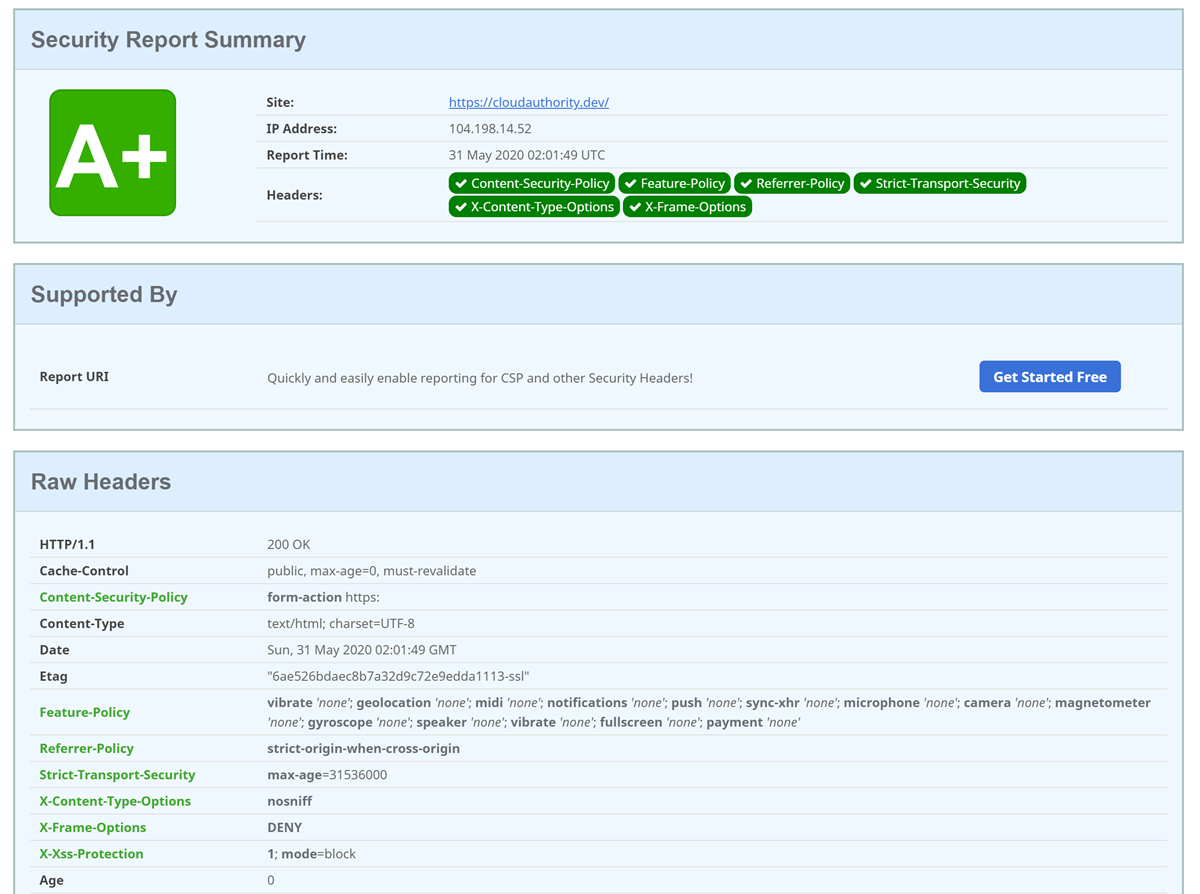 Security Report Summary
A+
Site: https://cloudauthority.dev/
IP Address: 104.198.14.52
Report Time: 31 May 2020 02:01:49 UTC
Headers: Content-Security-Policy Feature-Policy Referrer-Policy Strict-Transport-Security
X-Content-Type-Options X-Frame-Options
Supported By
Report URI Quickly and easily enable reporting for CSP and other Security Headers! Get Started Free
Raw Headers
HTTP/1.1 200 OK
Cache-Control public, max-age=0, must-revalidate
Content-Security-Policy form-action https:
Content-Type text/html; charset=UTF-8
Date Sun, 31 May 2020 02:01:49 GMT
Etag "6ae526bdaec8b7a32d9c72e9edda1113-ssl"
Feature-Policy vibrate 'none'; geolocation 'none'; midi 'none'; notifications 'none'; push 'none'; sync-xhr 'none'; microphone 'none'; camera 'none'; magnetometer
'none'; gyroscope 'none'; speaker 'none'; vibrate 'none'; fullscreen 'none'; payment 'none'
Referrer-Policy strict-origin-when-cross-origin
Strict-Transport-Security max-age=31536000
X-Content-Type-Options nosniff
X-Frame-Options DENY
X-Xss-Protection 1; mode=block
Age 0